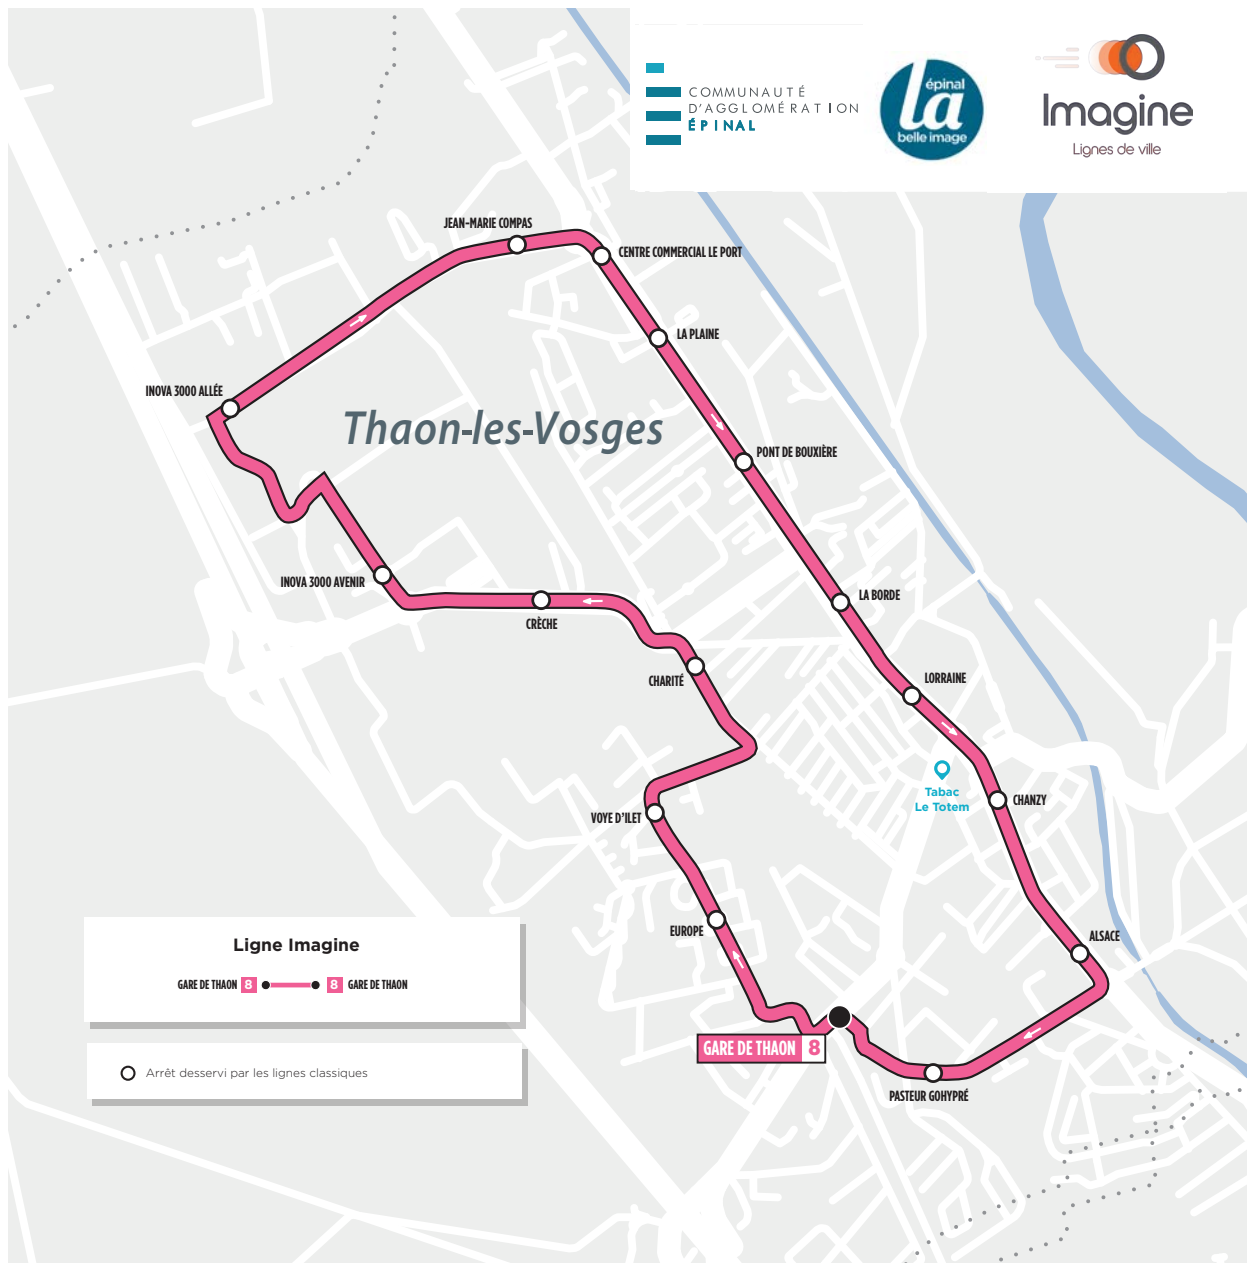 COMMUNAUTÉ
D'AGGLOMÉRATION
ÉPINAL
épinal
la
belle image
Imagine
Lignes de ville
JEAN-MARIE COMPAS
CENTRE COMMERCIAL LE PORT
LA PLAINE
INOVA 3000 ALLÉE
Thaon-les-Vosges
PONT DE BOUXIÈRE
INOVA 3000 AVENIR
LA BORDE
CRÈCHE
CHARITÉ
LORRAINE
Tabac
Le Totem
CHANZY
VOYE D'ILET
EUROPE
ALSACE
Ligne Imagine
GARE DE THAON 8 8 GARE DE THAON
GARE DE THAON 8
Arrêt desservi par les lignes classiques
PASTEUR GOHYPRÉ